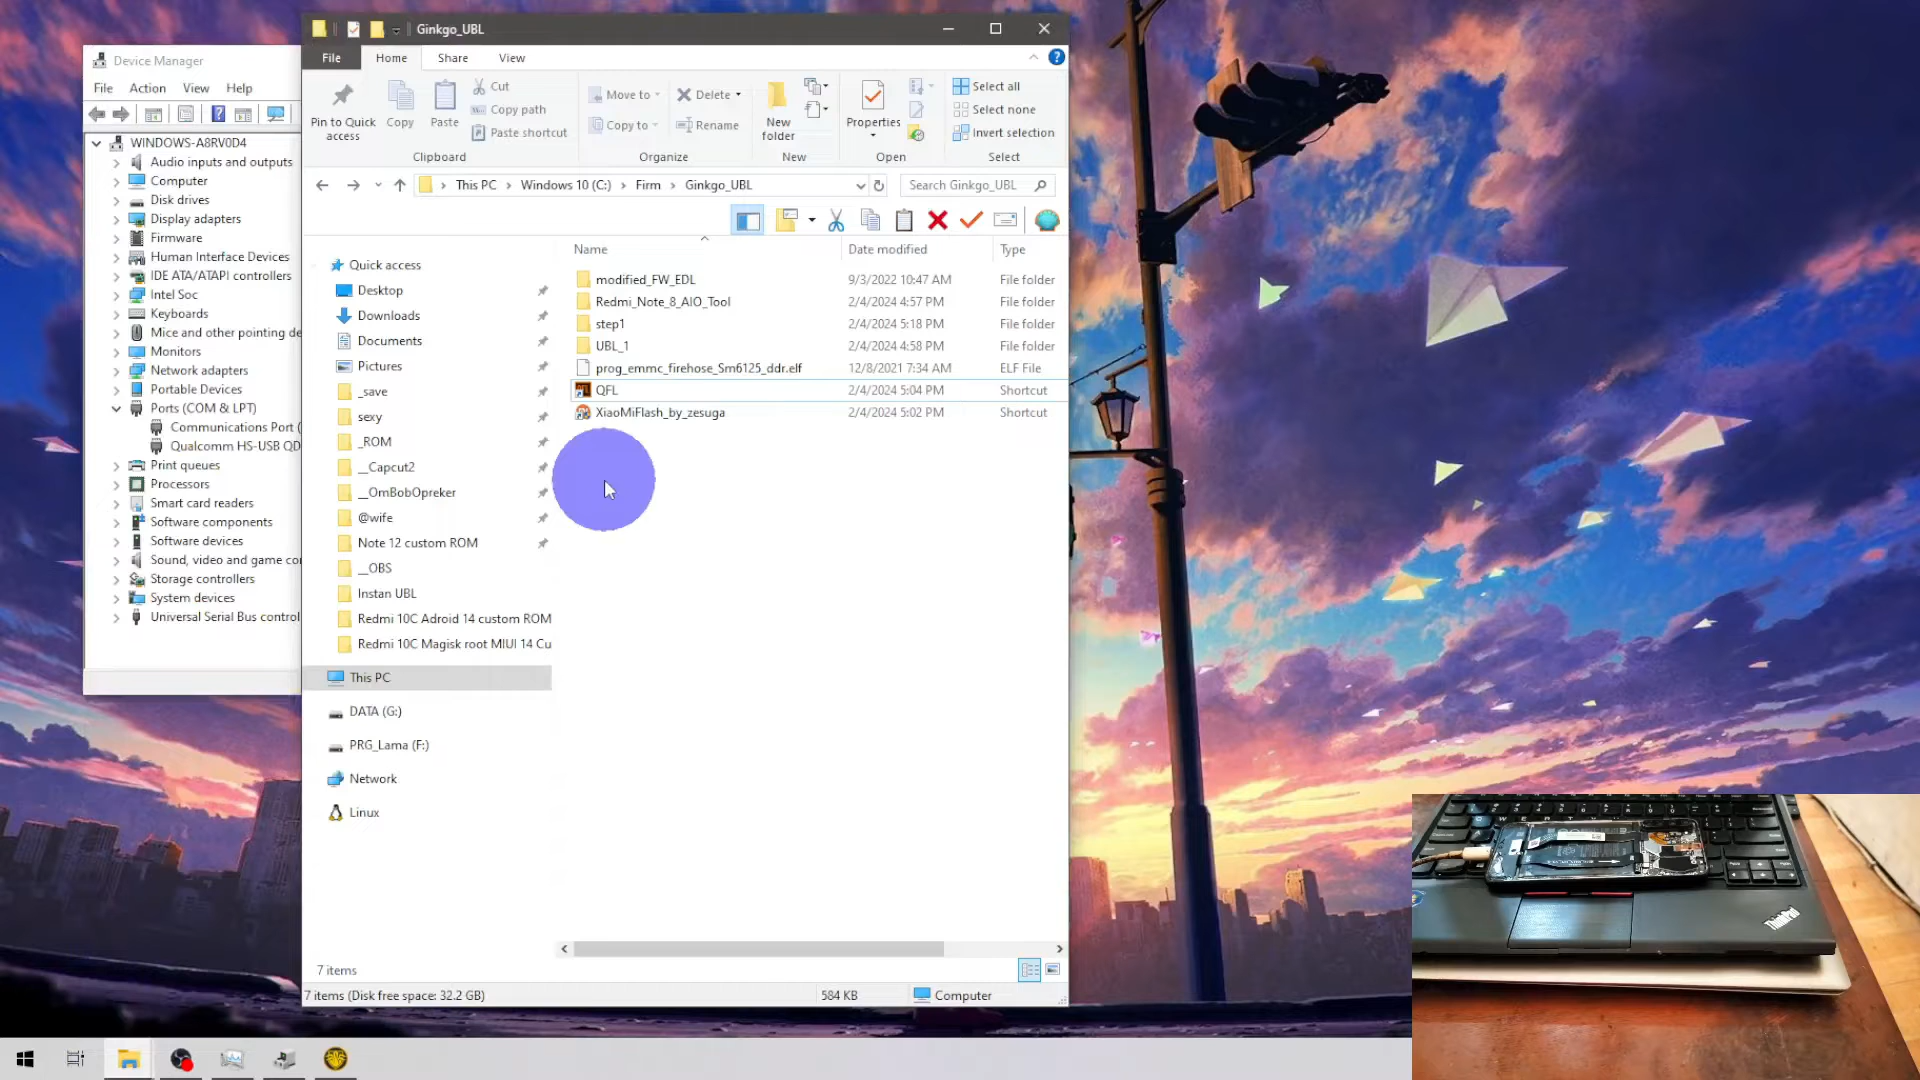 Device Manager
File Action View Help
WINDOWS-A8RV0D4
Audio inputs and outputs
Computer
Disk drives
Display adapters
Firmware
Human Interface Devices
IDE ATA/ATAPI controllers
Intel Soc
Keyboards
Mice and other pointing de
Monitors
Network adapters
Portable Devices
Ports (COM & LPT)
Communications Port (
Qualcomm HS-USB QD
Print queues
Processors
Smart card readers
Software components
Software devices
Sound, video and game co
Storage controllers
System devices
Universal Serial Bus control
Ginkgo_UBL
File Home Share View
Pin to Quick access
Copy
Paste
Cut
Copy path
Paste shortcut
Clipboard
Move to
Copy to
Delete
Rename
Organize
New folder
New
Properties
Open
Select all
Select none
Invert selection
Select
This PC > Windows 10 (C:) > Firm > Ginkgo_UBL
Search Ginkgo_UBL
Quick access
Desktop
Downloads
Documents
Pictures
_save
sexy
_ROM
__Capcut2
__OmBobOpreker
@wife
Note 12 custom ROM
__OBS
Instan UBL
Redmi 10C Adroid 14 custom ROM
Redmi 10C Magisk root MIUI 14 Cu
This PC
DATA (G:)
PRG_Lama (F:)
Network
Linux
Name Date modified Type
modified_FW_EDL 9/3/2022 10:47 AM File folder
Redmi_Note_8_AIO_Tool 2/4/2024 4:57 PM File folder
step1 2/4/2024 5:18 PM File folder
UBL_1 2/4/2024 4:58 PM File folder
prog_emmc_firehose_Sm6125_ddr.elf 12/8/2021 7:34 AM ELF File
QFL 2/4/2024 5:04 PM Shortcut
XiaoMiFlash_by_zesuga 2/4/2024 5:02 PM Shortcut
7 items
7 items (Disk free space: 32.2 GB) 584 KB Computer
ThinkPad